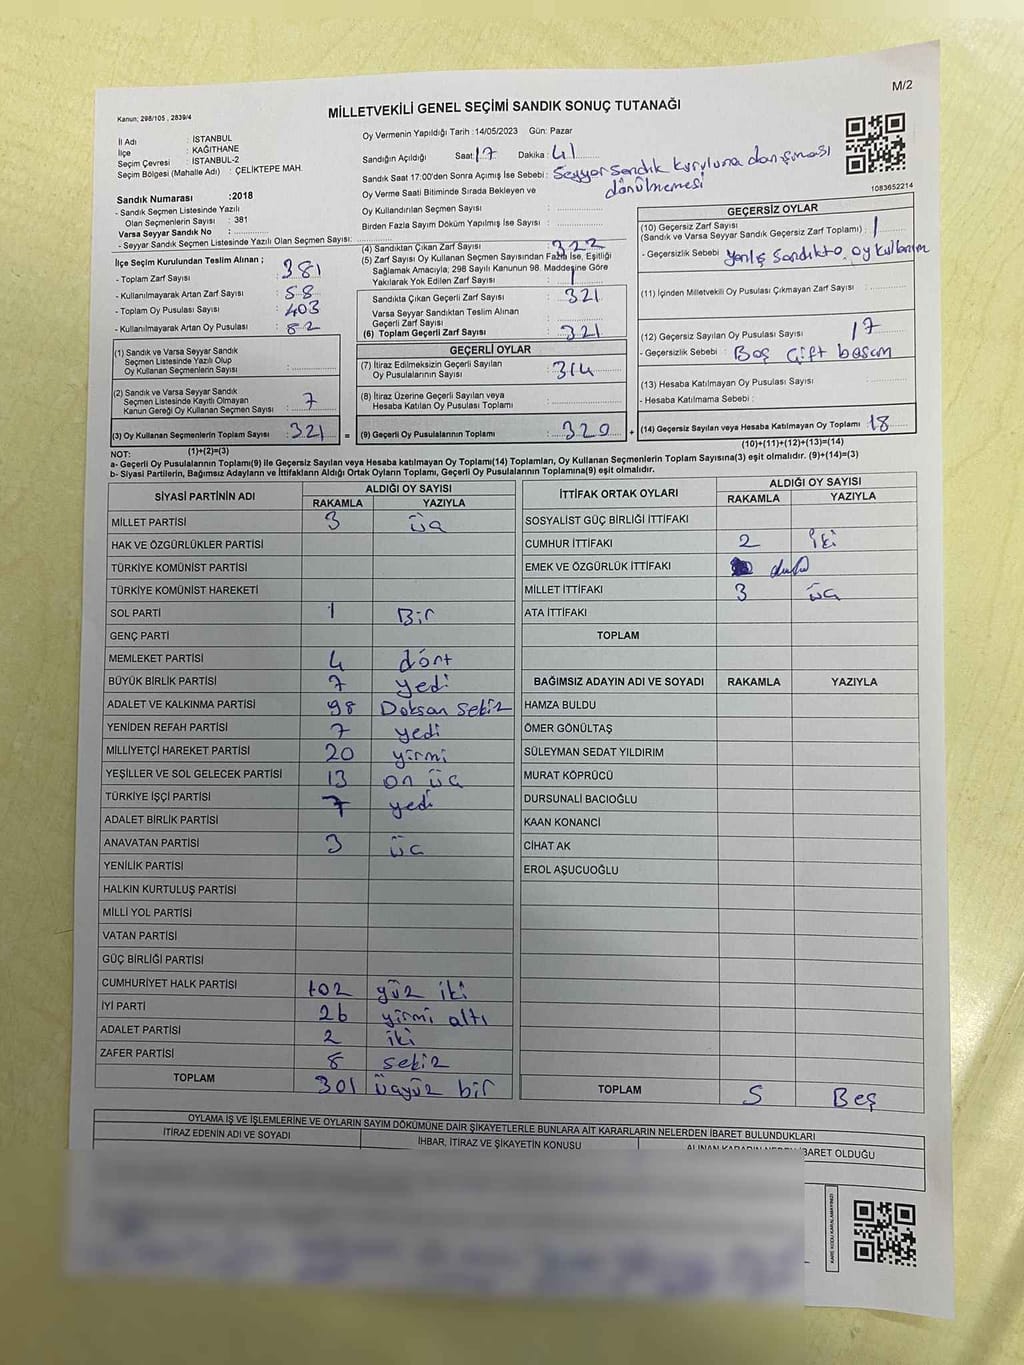 M/2
Kanun; 298/105 , 2839/4
MİLLETVEKİLİ GENEL SEÇİMİ SANDIK SONUÇ TUTANAĞI
İl Adı : İSTANBUL
İlçe : KAĞITHANE
Seçim Çevresi : İSTANBUL-2
Seçim Bölgesi (Mahalle Adı) : ÇELİKTEPE MAH.
Oy Vermenin Yapıldığı Tarih :14/05/2023 Gün: Pazar
Sandığın Açıldığı Saat: 17 Dakika: 41
Sandık Saat 17:00'den Sonra Açımış İse Sebebi: Seyyar Sandık kuruluna danışması
dönülmemesi
1083652214
Sandık Numarası :2018
- Sandık Seçmen Listesinde Yazılı
Olan Seçmenlerin Sayısı : 381
Varsa Seyyar Sandık No :
- Seyyar Sandık Seçmen Listesinde Yazılı Olan Seçmen Sayısı:
Oy Verme Saati Bitiminde Sırada Bekleyen ve
Oy Kullandırılan Seçmen Sayısı :
Birden Fazla Sayım Döküm Yapılmış İse Sayısı :
İlçe Seçim Kurulundan Teslim Alınan ;
- Toplam Zarf Sayısı : 381
- Kullanılmayarak Artan Zarf Sayısı : 58
- Toplam Oy Pusulası Sayısı : 403
- Kullanılmayarak Artan Oy Pusulası : 82
(4) Sandıktan Çıkan Zarf Sayısı : 322
(5) Zarf Sayısı Oy Kullanan Seçmen Sayısından Fazla İse, Eşitliği
Sağlamak Amacıyla; 298 Sayılı Kanunun 98. Maddesine Göre
Yakılarak Yok Edilen Zarf Sayısı : 1
Sandıkta Çıkan Geçerli Zarf Sayısı : 321
Varsa Seyyar Sandıktan Teslim Alınan
Geçerli Zarf Sayısı :
(6) Toplam Geçerli Zarf Sayısı : 321
GEÇERSİZ OYLAR
(10) Geçersiz Zarf Sayısı
(Sandık ve Varsa Seyyar Sandık Geçersiz Zarf Toplamı) : 1
- Geçersizlik Sebebi : Yanlış Sandıkta oy kullanım
(11) İçinden Milletvekili Oy Pusulası Çıkmayan Zarf Sayısı :
(12) Geçersiz Sayılan Oy Pusulası Sayısı : 17
- Geçersizlik Sebebi : Boş Çift basım
(13) Hesaba Katılmayan Oy Pusulası Sayısı :
- Hesaba Katılmama Sebebi :
(14) Geçersiz Sayılan veya Hesaba Katılmayan Oy Toplamı : 18
(10)+(11)+(12)+(13)=(14)
(1) Sandık ve Varsa Seyyar Sandık
Seçmen Listesinde Yazılı Olup
Oy Kullanan Seçmenlerin Sayısı :
(2) Sandık ve Varsa Seyyar Sandık
Seçmen Listesinde Kayıtlı Olmayan
Kanun Gereği Oy Kullanan Seçmen Sayısı : 7
(3) Oy Kullanan Seçmenlerin Toplam Sayısı : 321 =
GEÇERLİ OYLAR
(7) İtiraz Edilmeksizin Geçerli Sayılan
Oy Pusulalarının Sayısı : 314
(8) İtiraz Üzerine Geçerli Sayılan veya
Hesaba Katılan Oy Pusulası Toplamı :
(9) Geçerli Oy Pusulalarının Toplamı : 320 +
NOT: (1)+(2)=(3)
a- Geçerli Oy Pusulasının Toplamı(9) ile Geçersiz Sayılan veya Hesaba katılmayan Oy Toplamı(14) Toplamları, Oy Kullanan Seçmenlerin Toplam Sayısına(3) eşit olmalıdır. (9)+(14)=(3)
b- Siyasi Partilerin, Bağımsız Adayların ve İttifakların Aldığı Ortak Oyların Toplamı, Geçerli Oy Pusulalarının Toplamına(9) eşit olmalıdır.
SİYASİ PARTİNİN ADI ALDIĞI OY SAYISI
RAKAMLA YAZIYLA
MİLLET PARTİSİ 3 üç
HAK VE ÖZGÜRLÜKLER PARTİSİ
TÜRKİYE KOMÜNİST PARTİSİ
TÜRKİYE KOMÜNİST HAREKETİ
SOL PARTİ 1 Bir
GENÇ PARTİ
MEMLEKET PARTİSİ 4 dört
BÜYÜK BİRLİK PARTİSİ 7 yedi
ADALET VE KALKINMA PARTİSİ 98 Doksan sekiz
YENİDEN REFAH PARTİSİ 7 yedi
MİLLİYETÇİ HAREKET PARTİSİ 20 yirmi
YEŞİLLER VE SOL GELECEK PARTİSİ 13 on üç
TÜRKİYE İŞÇİ PARTİSİ 7 yedi
ADALET BİRLİK PARTİSİ
ANAVATAN PARTİSİ 3 üç
YENİLİK PARTİSİ
HALKIN KURTULUŞ PARTİSİ
MİLLİ YOL PARTİSİ
VATAN PARTİSİ
GÜÇ BİRLİĞİ PARTİSİ
CUMHURİYET HALK PARTİSİ 102 yüz iki
İYİ PARTİ 26 yirmi altı
ADALET PARTİSİ 2 iki
ZAFER PARTİSİ 8 sekiz
TOPLAM 301 üçyüz bir
İTTİFAK ORTAK OYLARI ALDIĞI OY SAYISI
RAKAMLA YAZIYLA
SOSYALİST GÜÇ BİRLİĞİ İTTİFAKI
CUMHUR İTTİFAKI 2 iki
EMEK VE ÖZGÜRLÜK İTTİFAKI
MİLLET İTTİFAKI 3 üç
ATA İTTİFAKI
TOPLAM
BAĞIMSIZ ADAYIN ADI VE SOYADI RAKAMLA YAZIYLA
HAMZA BULDU
ÖMER GÖNÜLTAŞ
SÜLEYMAN SEDAT YILDIRIM
MURAT KÖPRÜCÜ
DURSUNALİ BACIOĞLU
KAAN KONANCİ
CİHAT AK
EROL AŞUCUOĞLU
TOPLAM 5 Beş
OYLAMA İŞ VE İŞLEMLERİNE VE OYLARIN SAYIM DÖKÜMÜNE DAİR ŞİKAYETLERLE BUNLARA AİT KARARLARIN NELERDEN İBARET BULUNDUKLARI
İTİRAZ EDENİN ADI VE SOYADI
İHBAR, İTİRAZ VE ŞİKAYETİN KONUSU
ALINAN KARARIN NEDEN İBARET OLDUĞU
KARE KODU KARALAMAYINIZ!